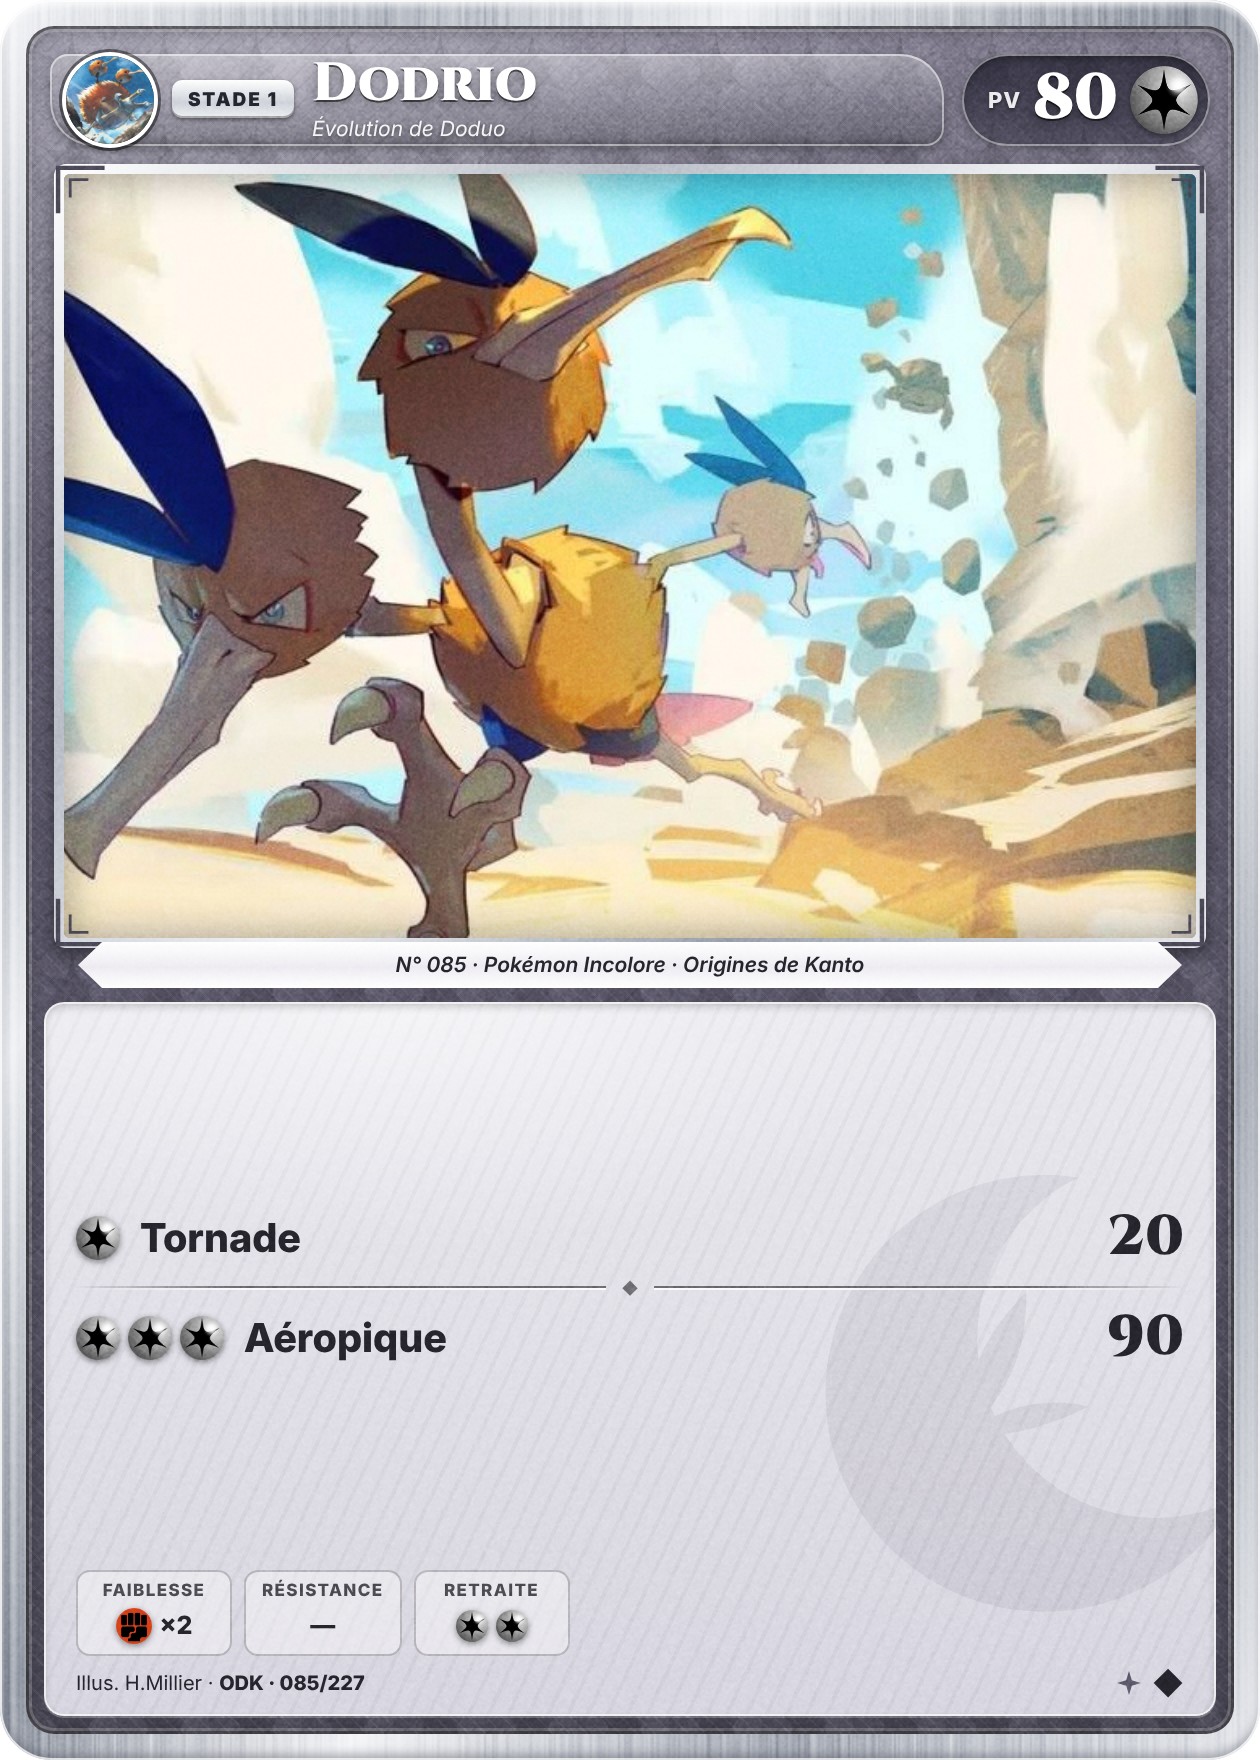 STADE 1
DODRIO
Évolution de Doduo
PV 80
N° 085 · Pokémon Incolore · Origines de Kanto
Tornade 20
Aéropique 90
FAIBLESSE
×2
RÉSISTANCE
—
RETRAITE
Illus. H.Millier · ODK · 085/227